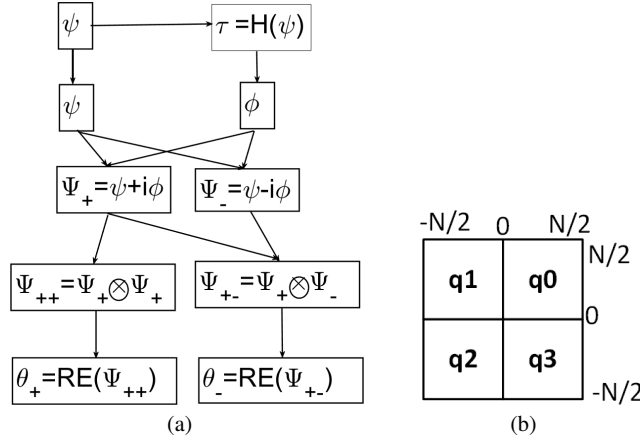 ψ τ =H(ψ)
ψ ϕ
Ψ₊=ψ+iϕ Ψ₋=ψ-iϕ
Ψ₊₊=Ψ₊⊗Ψ₊ Ψ₊₋=Ψ₊⊗Ψ₋
θ₊=RE(Ψ₊₊) θ₋=RE(Ψ₊₋)
(a)
-N/2 0 N/2
N/2
q1 q0
0
q2 q3
-N/2
(b)